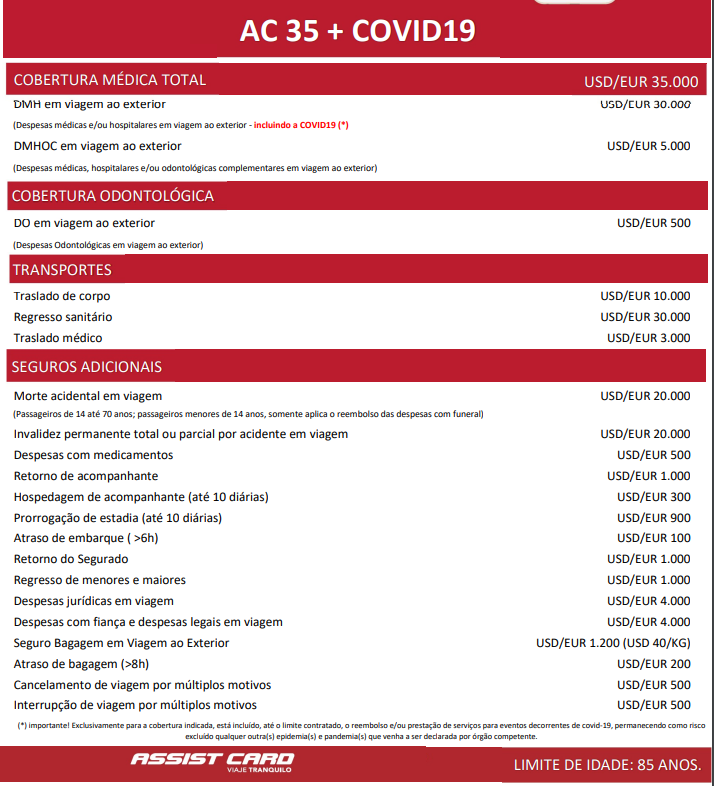 AC 35 + COVID19
COBERTURA MÉDICA TOTAL USD/EUR 35.000
DMH em viagem ao exterior USD/EUR 30.000
(Despesas médicas e/ou hospitalares em viagem ao exterior - incluindo a COVID19 (*)
DMHOC em viagem ao exterior USD/EUR 5.000
(Despesas médicas, hospitalares e/ou odontológicas complementares em viagem ao exterior)
COBERTURA ODONTOLÓGICA
DO em viagem ao exterior USD/EUR 500
(Despesas Odontológicas em viagem ao exterior)
TRANSPORTES
Traslado de corpo USD/EUR 10.000
Regresso sanitário USD/EUR 30.000
Traslado médico USD/EUR 3.000
SEGUROS ADICIONAIS
Morte acidental em viagem USD/EUR 20.000
(Passageiros de 14 até 70 anos; passageiros menores de 14 anos, somente aplica o reembolso das despesas com funeral)
Invalidez permanente total ou parcial por acidente em viagem USD/EUR 20.000
Despesas com medicamentos USD/EUR 500
Retorno de acompanhante USD/EUR 1.000
Hospedagem de acompanhante (até 10 diárias) USD/EUR 300
Prorrogação de estadia (até 10 diárias) USD/EUR 900
Atraso de embarque ( >6h) USD/EUR 100
Retorno do Segurado USD/EUR 1.000
Regresso de menores e maiores USD/EUR 1.000
Despesas jurídicas em viagem USD/EUR 4.000
Despesas com fiança e despesas legais em viagem USD/EUR 4.000
Seguro Bagagem em Viagem ao Exterior USD/EUR 1.200 (USD 40/KG)
Atraso de bagagem (>8h) USD/EUR 200
Cancelamento de viagem por múltiplos motivos USD/EUR 500
Interrupção de viagem por múltiplos motivos USD/EUR 500
(*) importante! Exclusivamente para a cobertura indicada, está incluído, até o limite contratado, o reembolso e/ou prestação de serviços para eventos decorrentes de covid-19, permanecendo como risco
excluído qualquer outra(s) epidemia(s) e pandemia(s) que venha a ser declarada por órgão competente.
ASSIST CARD
VIAJE TRANQUILO
LIMITE DE IDADE: 85 ANOS.